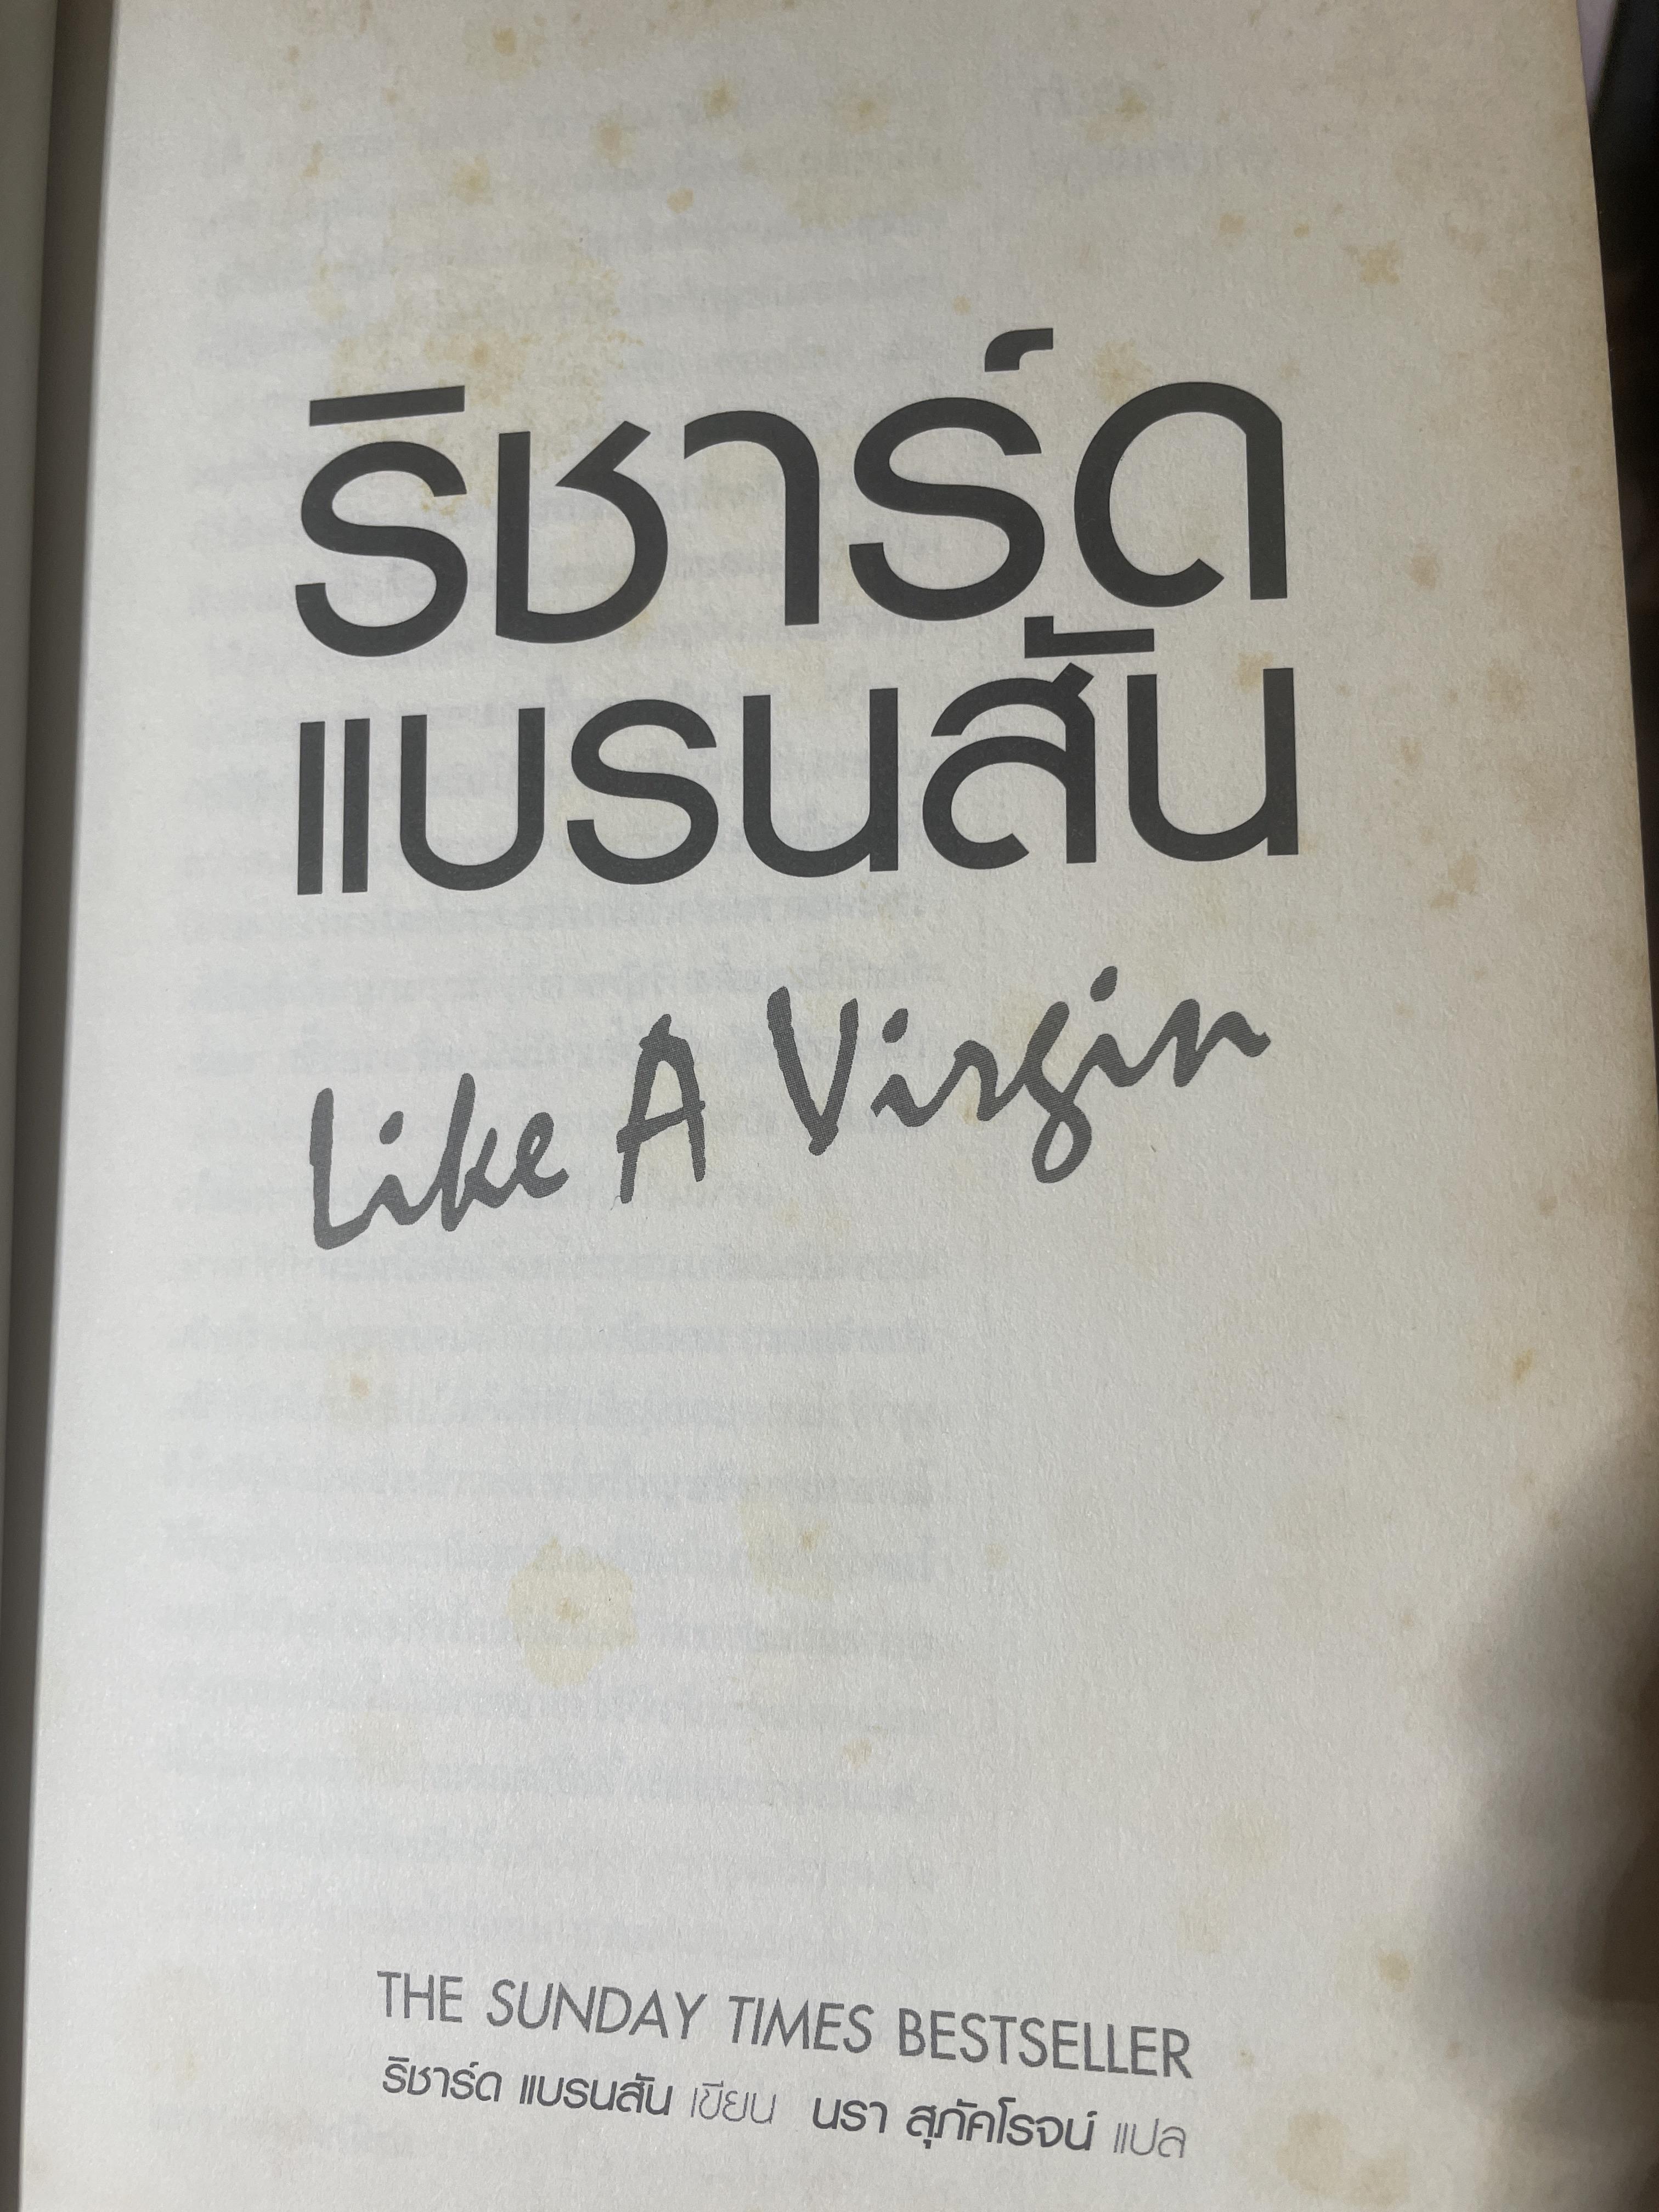 ริชาร์ด
แบรนสัน
Like A Virgin
THE SUNDAY TIMES BESTSELLER
ริชาร์ด แบรนสัน เขียน นรา สุภัคโรจน์ แปล